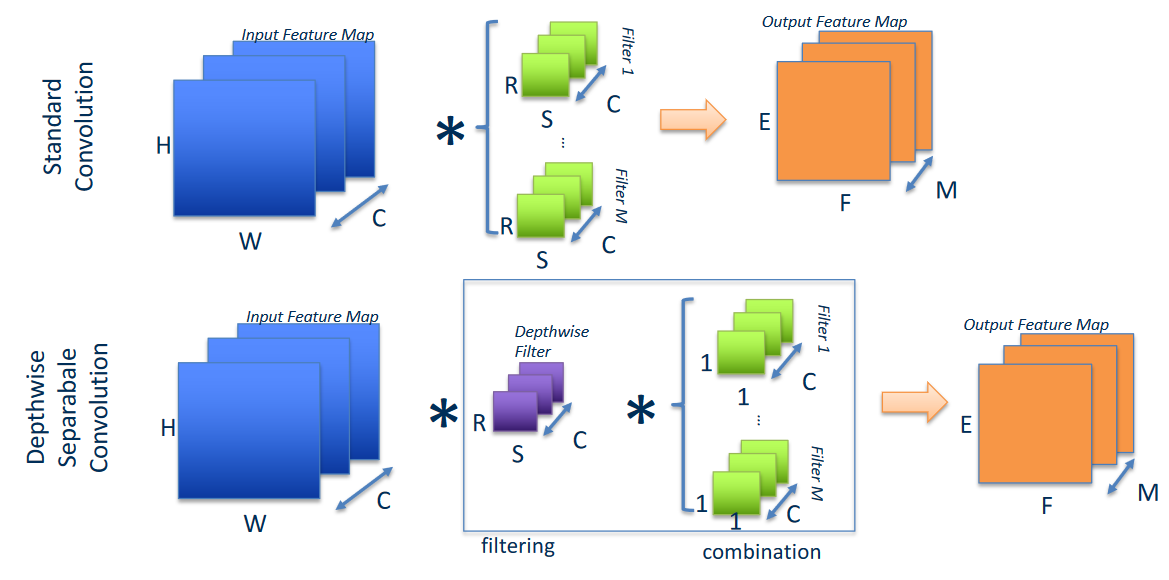 Standard
Convolution
Input Feature Map
H
W
C
*
Filter 1
R
S
C
...
Filter M
R
S
C
Output Feature Map
E
F
M
Depthwise
Separabale
Convolution
Input Feature Map
H
W
C
*
Depthwise
Filter
R
S
C
filtering
*
Filter 1
1
1
C
...
Filter M
1
1
C
combination
Output Feature Map
E
F
M